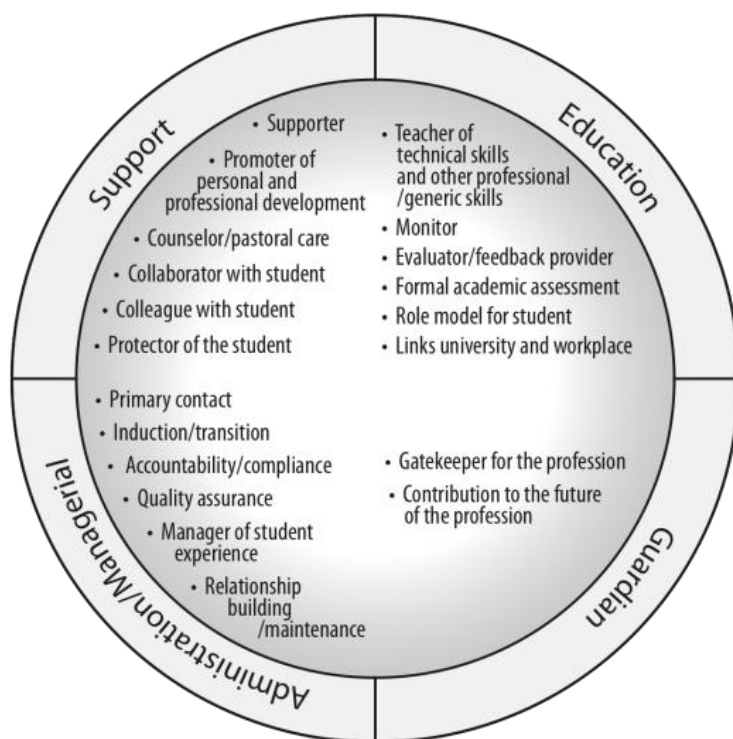 Support
• Supporter
• Promoter of
personal and
professional development
• Counselor/pastoral care
• Collaborator with student
• Colleague with student
• Protector of the student
Education
• Teacher of
technical skills
and other professional
/generic skills
• Monitor
• Evaluator/feedback provider
• Formal academic assessment
• Role model for student
• Links university and workplace
Administration/Managerial
• Primary contact
• Induction/transition
• Accountability/compliance
• Quality assurance
• Manager of student
experience
• Relationship
building
/maintenance
Guardian
• Gatekeeper for the profession
• Contribution to the future
of the profession